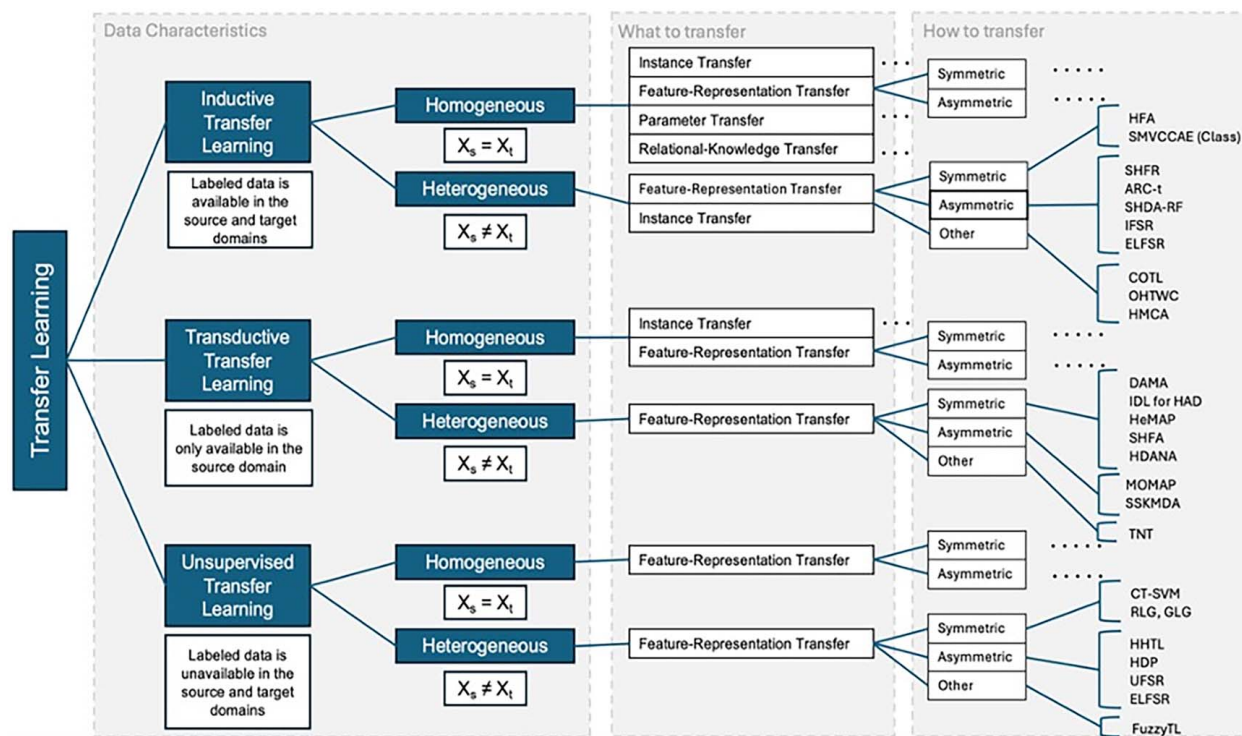 Data Characteristics
What to transfer
How to transfer
Transfer Learning
Inductive
Transfer
Learning
Labeled data is
available in the
source and target
domains
Homogeneous
Xs = Xt
Heterogeneous
Xs ≠ Xt
Instance Transfer
Feature-Representation Transfer
Parameter Transfer
Relational-Knowledge Transfer
Feature-Representation Transfer
Instance Transfer
Symmetric
Asymmetric
Symmetric
Asymmetric
Other
HFA
SMVCCAE (Class)
SHFR
ARC-t
SHDA-RF
IFSR
ELFSR
COTL
OHTWC
HMCA
Transductive
Transfer
Learning
Labeled data is
only available in the
source domain
Homogeneous
Xs = Xt
Heterogeneous
Xs ≠ Xt
Instance Transfer
Feature-Representation Transfer
Feature-Representation Transfer
Symmetric
Asymmetric
Symmetric
Asymmetric
Other
DAMA
IDL for HAD
HeMAP
SHFA
HDANA
MOMAP
SSKMDA
TNT
Unsupervised
Transfer
Learning
Labeled data is
unavailable in the
source and target
domains
Homogeneous
Xs = Xt
Heterogeneous
Xs ≠ Xt
Feature-Representation Transfer
Feature-Representation Transfer
Symmetric
Asymmetric
Symmetric
Asymmetric
Other
CT-SVM
RLG, GLG
HHTL
HDP
UFSR
ELFSR
FuzzyTL